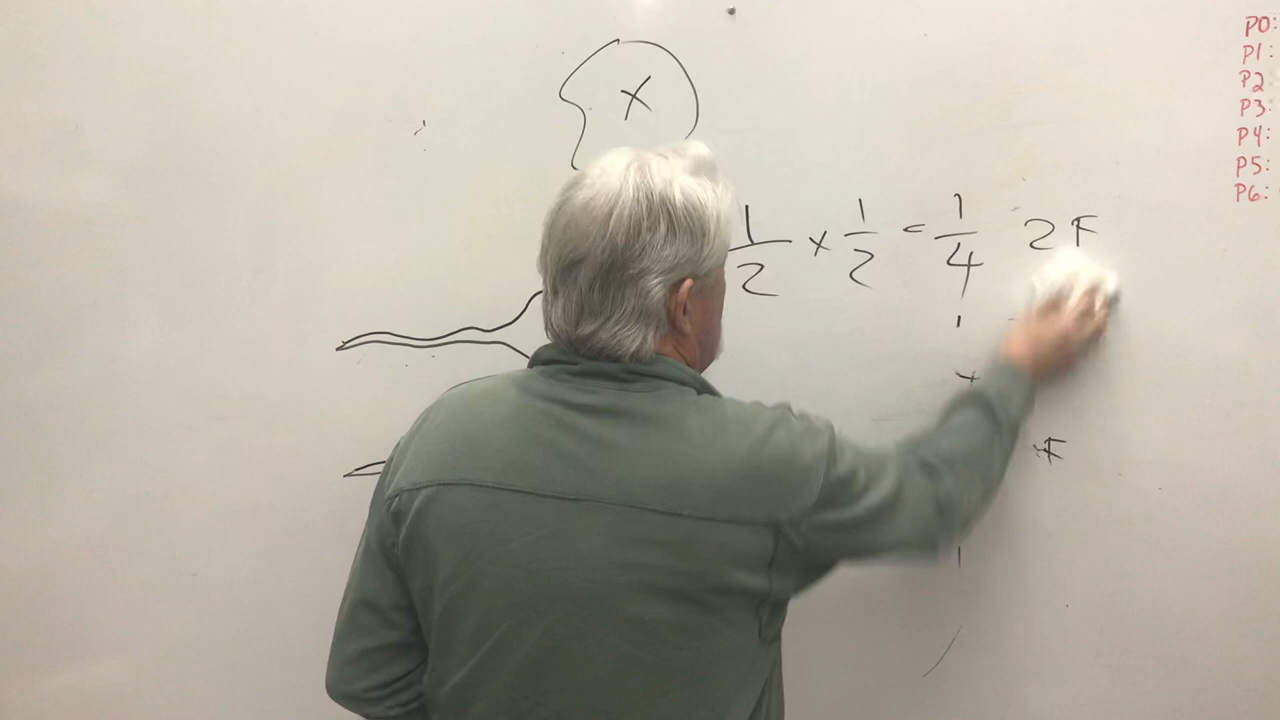 X
1/2 x 1/2 = 1/4 2F
F
P0:
P1:
P2
P3:
P4:
P5:
P6: